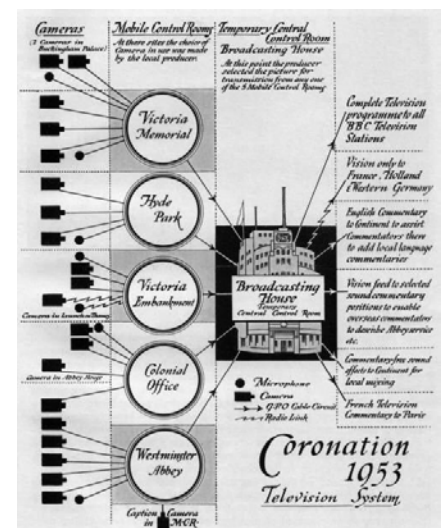 Cameras
(2 Cameras in
Buckingham Palace)
Mobile Control Rooms
At these sites the choice of
Camera in use was made
by the local producer.
Temporary Central
Control Room
Broadcasting House
At this point the producer
selected the picture for
transmission from any one
of the 5 Mobile Control Rooms
Victoria
Memorial
Hyde
Park
Victoria
Embankment
Camera in Launch on Thames
Colonial
Office
Camera in Abbey
Westminster
Abbey
Caption Camera
in M.C.R.
Broadcasting
House
Temporary
Central Control Room
Complete Television
programme to all
BBC Television
Stations
Vision only to
France, Holland
& Western Germany
English Commentary
to Continent to assist
Commentators there
to add local language
commentaries
Vision feed to selected
sound commentary
positions to enable
overseas commentators
to describe Abbey service
etc.
Commentary free sound
effects to Continent for
local mixing
French Television
Commentary to Paris
Microphone
Camera
G.P.O. Cable Circuit
Radio Link
Coronation
1953
Television System